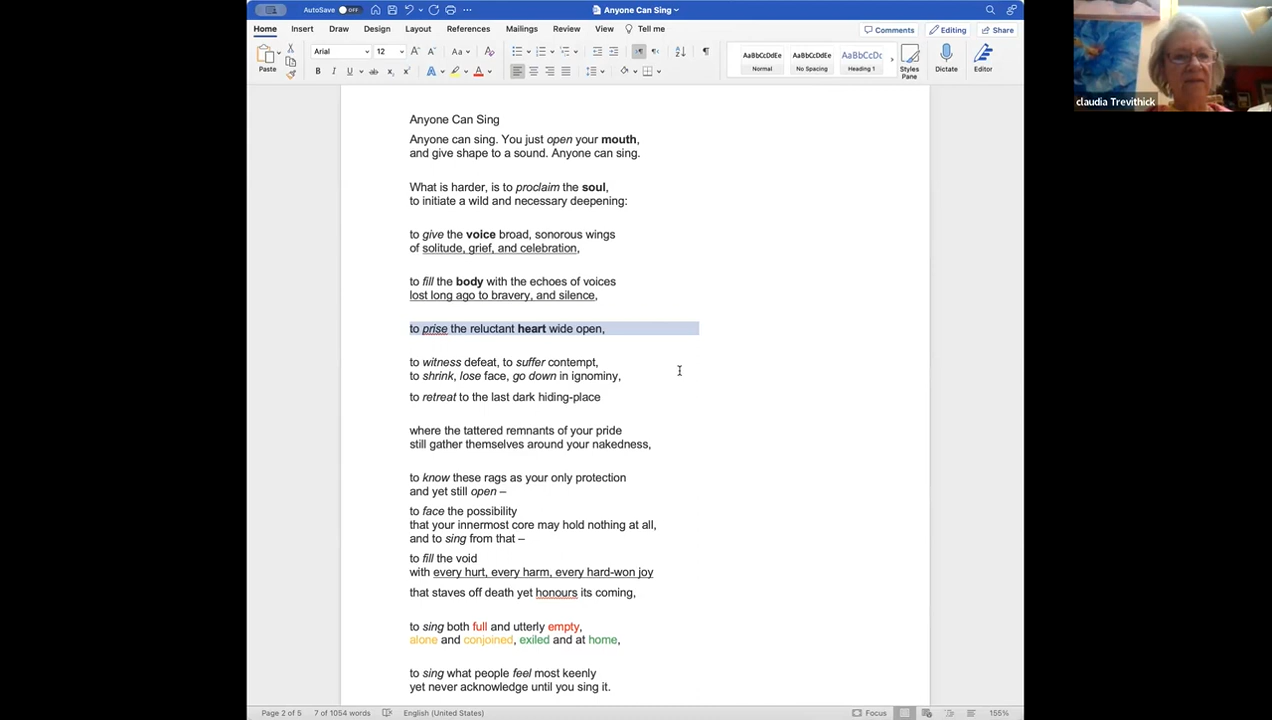 AutoSave OFF
Anyone Can Sing
Home Insert Draw Design Layout References Mailings Review View Tell me
Comments Editing Share
Paste
Arial 12
AaBbCcDdEe AaBbCcDdEe AaBbCcDc
Normal No Spacing Heading 1
Styles Pane
Dictate
Editor
claudia Trevithick
Anyone Can Sing
Anyone can sing. You just open your mouth,
and give shape to a sound. Anyone can sing.
What is harder, is to proclaim the soul,
to initiate a wild and necessary deepening:
to give the voice broad, sonorous wings
of solitude, grief, and celebration,
to fill the body with the echoes of voices
lost long ago to bravery, and silence,
to prise the reluctant heart wide open,
to witness defeat, to suffer contempt,
to shrink, lose face, go down in ignominy,
to retreat to the last dark hiding-place
where the tattered remnants of your pride
still gather themselves around your nakedness,
to know these rags as your only protection
and yet still open –
to face the possibility
that your innermost core may hold nothing at all,
and to sing from that –
to fill the void
with every hurt, every harm, every hard-won joy
that staves off death yet honours its coming,
to sing both full and utterly empty,
alone and conjoined, exiled and at home,
to sing what people feel most keenly
yet never acknowledge until you sing it.
Page 2 of 5 7 of 1054 words English (United States) Focus 155%